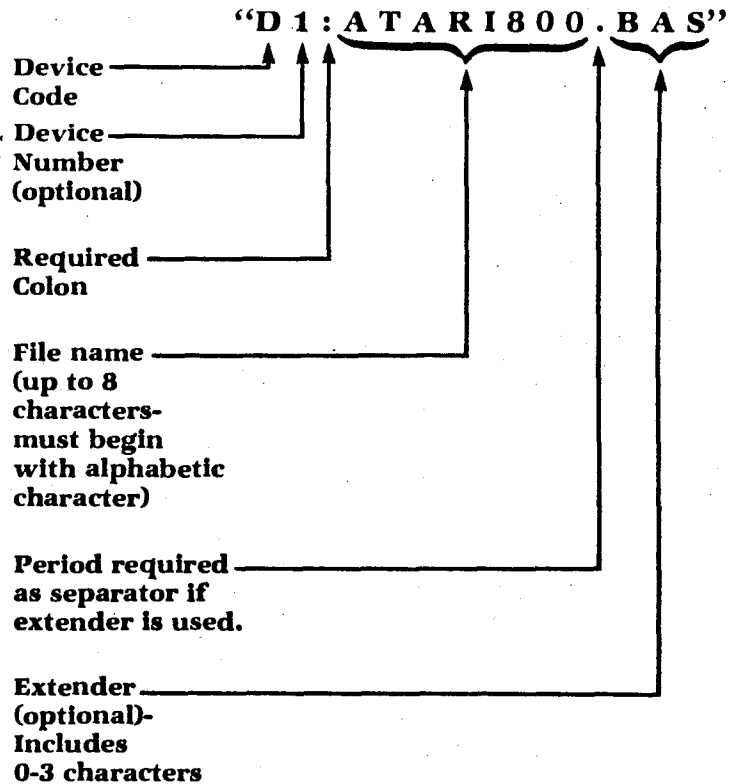 “D1:ATARI800.BAS”
Device
Code
Device
Number
(optional)
Required
Colon
File name
(up to 8
characters-
must begin
with alphabetic
character)
Period required
as separator if
extender is used.
Extender
(optional)-
Includes
0-3 characters